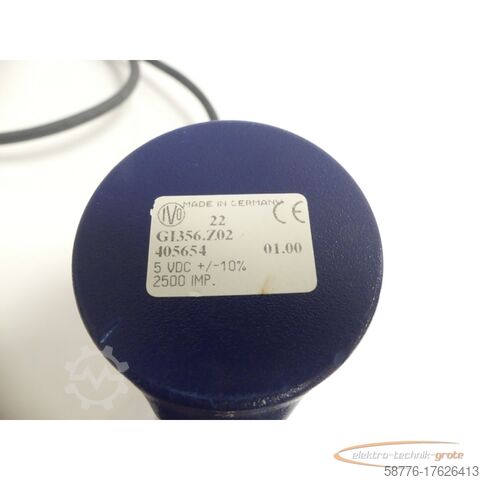 IVO MADE IN GERMANY CE
22
GI356.Z02
405654 01.00
5 VDC +/-10%
2500 IMP.
elektro-technik-grote
58776-17626413